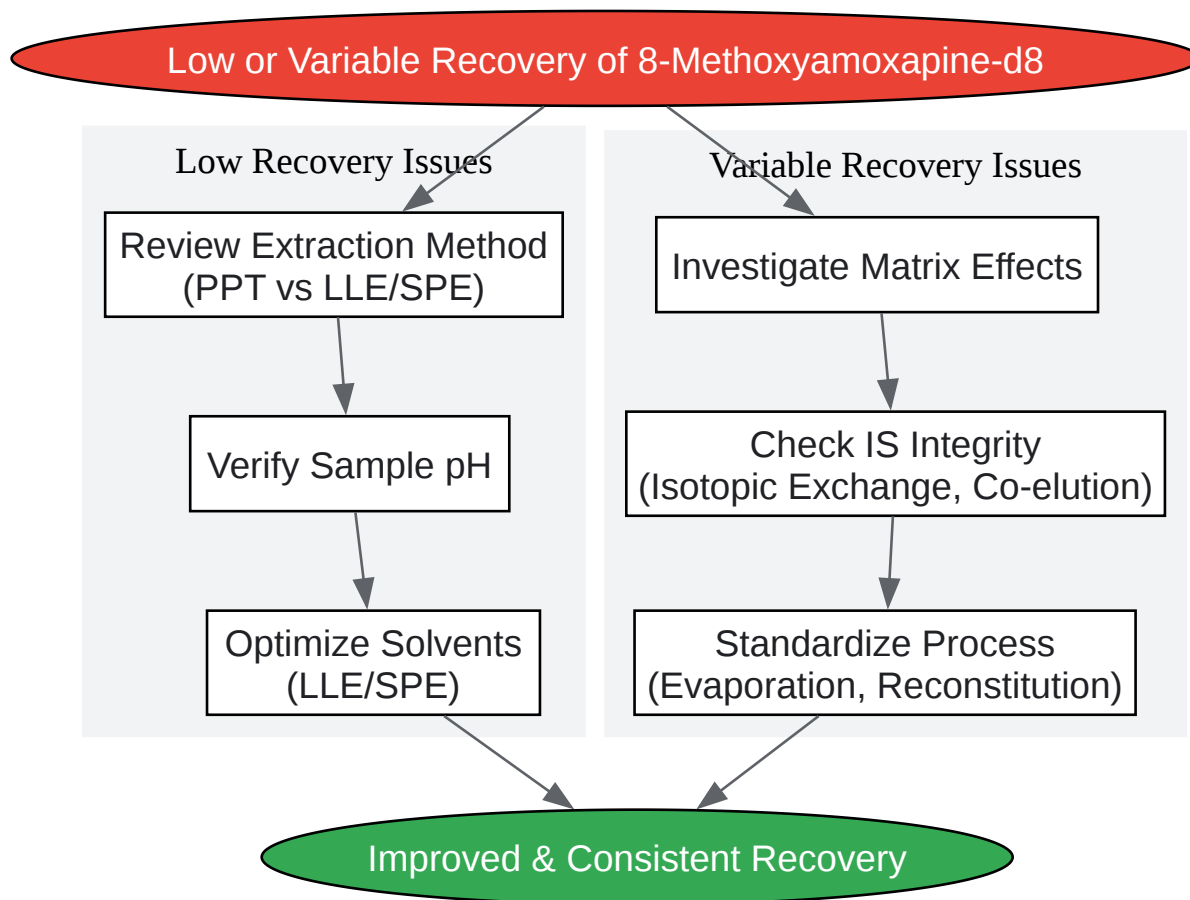 Low or Variable Recovery of 8-Methoxyamoxapine-d8
Low Recovery Issues
Review Extraction Method
(PPT vs LLE/SPE)
Verify Sample pH
Optimize Solvents
(LLE/SPE)
Variable Recovery Issues
Investigate Matrix Effects
Check IS Integrity
(Isotopic Exchange, Co-elution)
Standardize Process
(Evaporation, Reconstitution)
Improved & Consistent Recovery